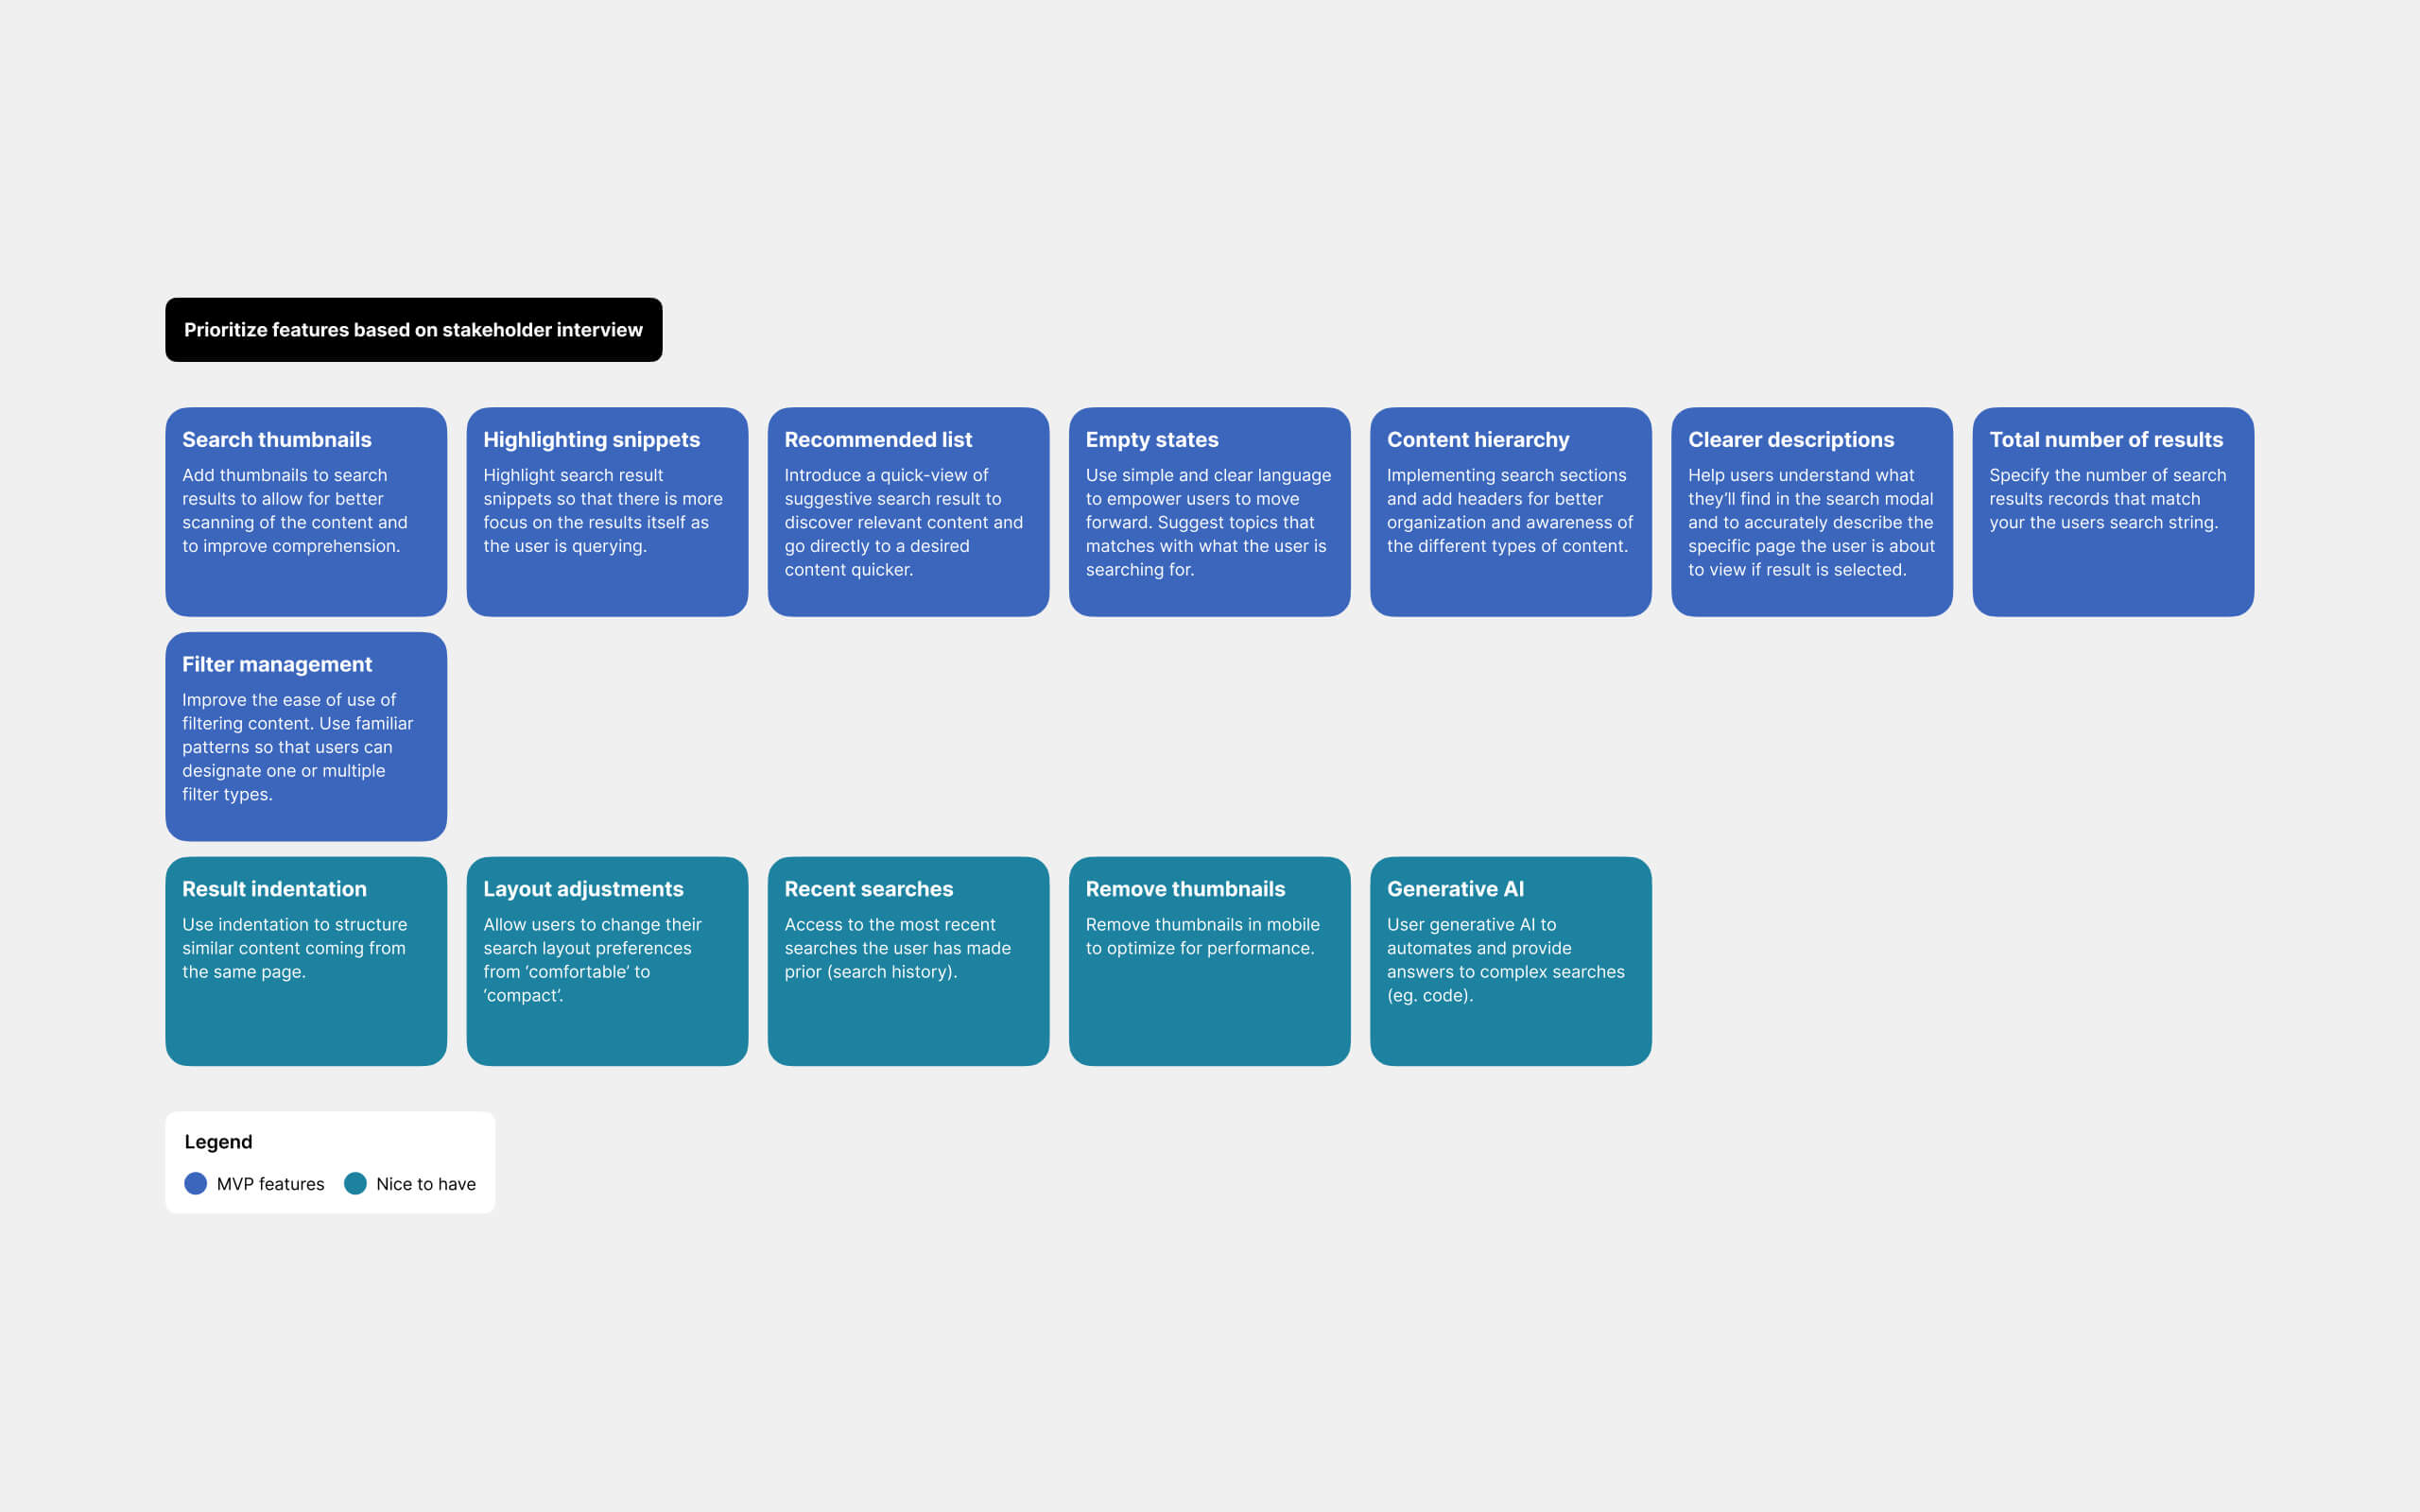 Prioritize features based on stakeholder interview
Search thumbnails
Add thumbnails to search
results to allow for better
scanning of the content and
to improve comprehension.
Highlighting snippets
Highlight search result
snippets so that there is more
focus on the results itself as
the user is querying.
Recommended list
Introduce a quick-view of
suggestive search result to
discover relevant content and
go directly to a desired
content quicker.
Empty states
Use simple and clear language
to empower users to move
forward. Suggest topics that
matches with what the user is
searching for.
Content hierarchy
Implementing search sections
and add headers for better
organization and awareness of
the different types of content.
Clearer descriptions
Help users understand what
they’ll find in the search modal
and to accurately describe the
specific page the user is about
to view if result is selected.
Total number of results
Specify the number of search
results records that match
your the users search string.
Filter management
Improve the ease of use of
filtering content. Use familiar
patterns so that users can
designate one or multiple
filter types.
Result indentation
Use indentation to structure
similar content coming from
the same page.
Layout adjustments
Allow users to change their
search layout preferences
from ‘comfortable’ to
‘compact’.
Recent searches
Access to the most recent
searches the user has made
prior (search history).
Remove thumbnails
Remove thumbnails in mobile
to optimize for performance.
Generative AI
User generative AI to
automates and provide
answers to complex searches
(eg. code).
Legend
MVP features
Nice to have